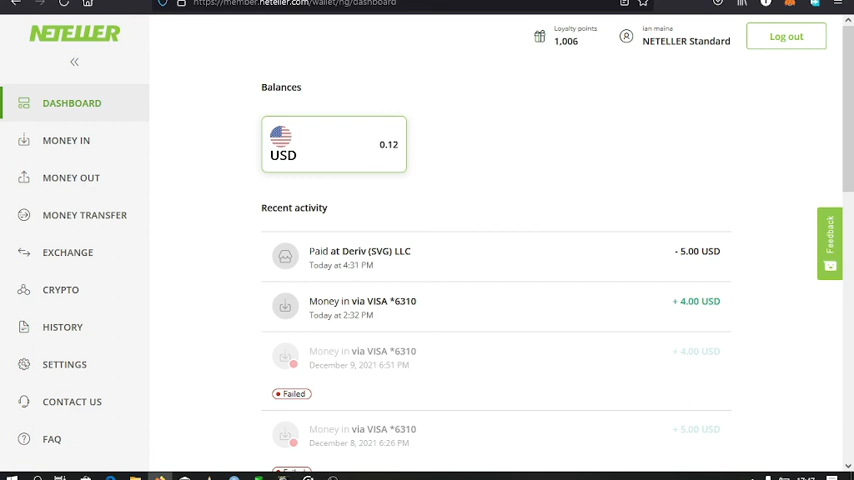 https://member.neteller.com/wallet/ng/dashboard
NETELLER
Loyalty points
1,006
ian maina
NETELLER Standard
Log out
DASHBOARD
MONEY IN
MONEY OUT
MONEY TRANSFER
EXCHANGE
CRYPTO
HISTORY
SETTINGS
CONTACT US
FAQ
Balances
USD
0.12
Recent activity
Paid at Deriv (SVG) LLC
- 5.00 USD
Today at 4:31 PM
Money in via VISA *6310
+ 4.00 USD
Today at 2:32 PM
Money in via VISA *6310
+ 4.00 USD
December 9, 2021 6:51 PM
Failed
Money in via VISA *6310
+ 5.00 USD
December 8, 2021 6:26 PM
Feedback